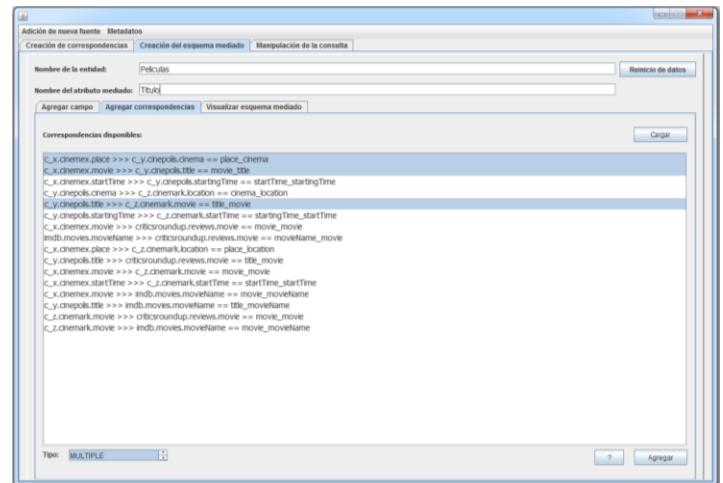 Adición de nueva fuente Metadatos
Creación de correspondencias Creación del esquema mediado Manipulación de la consulta
Nombre de la entidad: Películas Reinicio de datos
Nombre del atributo mediado: Título
Agregar campo Agregar correspondencias Visualizar esquema mediado
Correspondencias disponibles: Cargar
c_x.cinemex.place >>> c_y.cinepolis.cinema == place_cinema
c_x.cinemex.movie >>> c_y.cinepolis.title == movie_title
c_x.cinemex.startTime >>> c_y.cinepolis.startingTime == startTime_startingTime
c_y.cinepolis.cinema >>> c_z.cinemark.location == cinema_location
c_y.cinepolis.title >>> c_z.cinemark.movie == title_movie
c_y.cinepolis.startingTime >>> c_z.cinemark.startTime == startingTime_startTime
c_x.cinemex.movie >>> criticsroundup.reviews.movie == movie_movie
imdb.movies.movieName >>> criticsroundup.reviews.movie == movieName_movie
c_x.cinemex.place >>> c_z.cinemark.location == place_location
c_y.cinepolis.title >>> criticsroundup.reviews.movie == title_movie
c_x.cinemex.movie >>> c_z.cinemark.movie == movie_movie
c_x.cinemex.startTime >>> c_z.cinemark.startTime == startTime_startTime
c_x.cinemex.movie >>> imdb.movies.movieName == movie_movieName
c_y.cinepolis.title >>> imdb.movies.movieName == title_movieName
c_z.cinemark.movie >>> criticsroundup.reviews.movie == movie_movie
c_z.cinemark.movie >>> imdb.movies.movieName == movie_movieName
Tipo: MULTIPLE ? Agregar